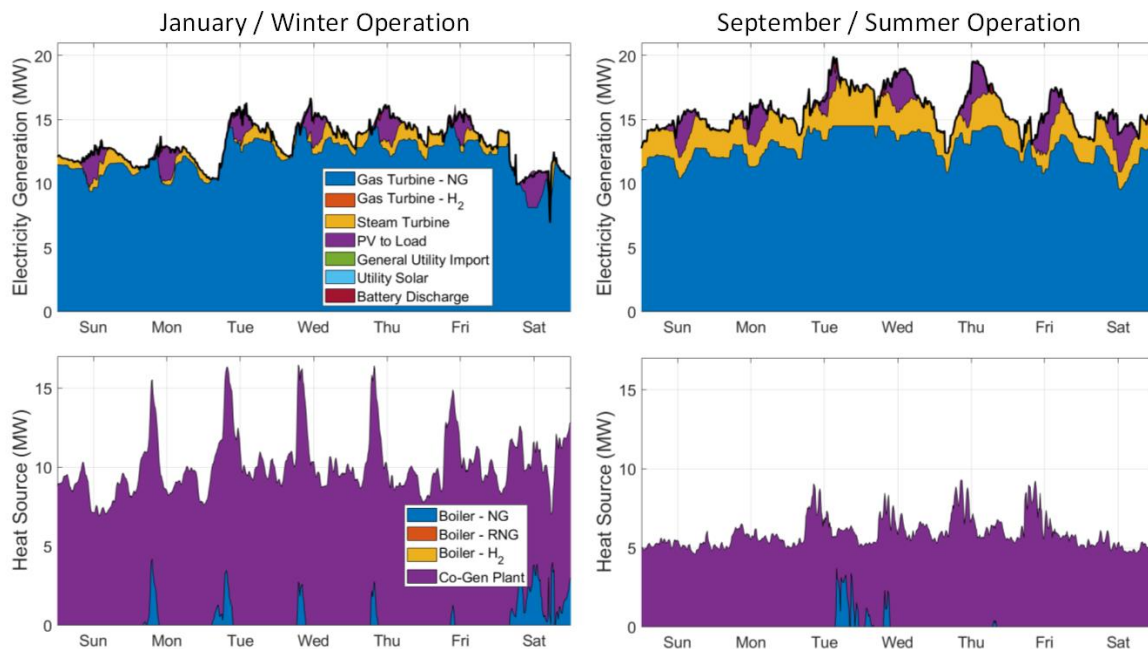 January / Winter Operation
September / Summer Operation
Electricity Generation (MW)
20
15
10
5
0
Gas Turbine - NG
Gas Turbine - H2
Steam Turbine
PV to Load
General Utility Import
Utility Solar
Battery Discharge
Sun Mon Tue Wed Thu Fri Sat
Electricity Generation (MW)
20
15
10
5
0
Sun Mon Tue Wed Thu Fri Sat
Heat Source (MW)
15
10
5
0
Boiler - NG
Boiler - RNG
Boiler - H2
Co-Gen Plant
Sun Mon Tue Wed Thu Fri Sat
Heat Source (MW)
15
10
5
0
Sun Mon Tue Wed Thu Fri Sat